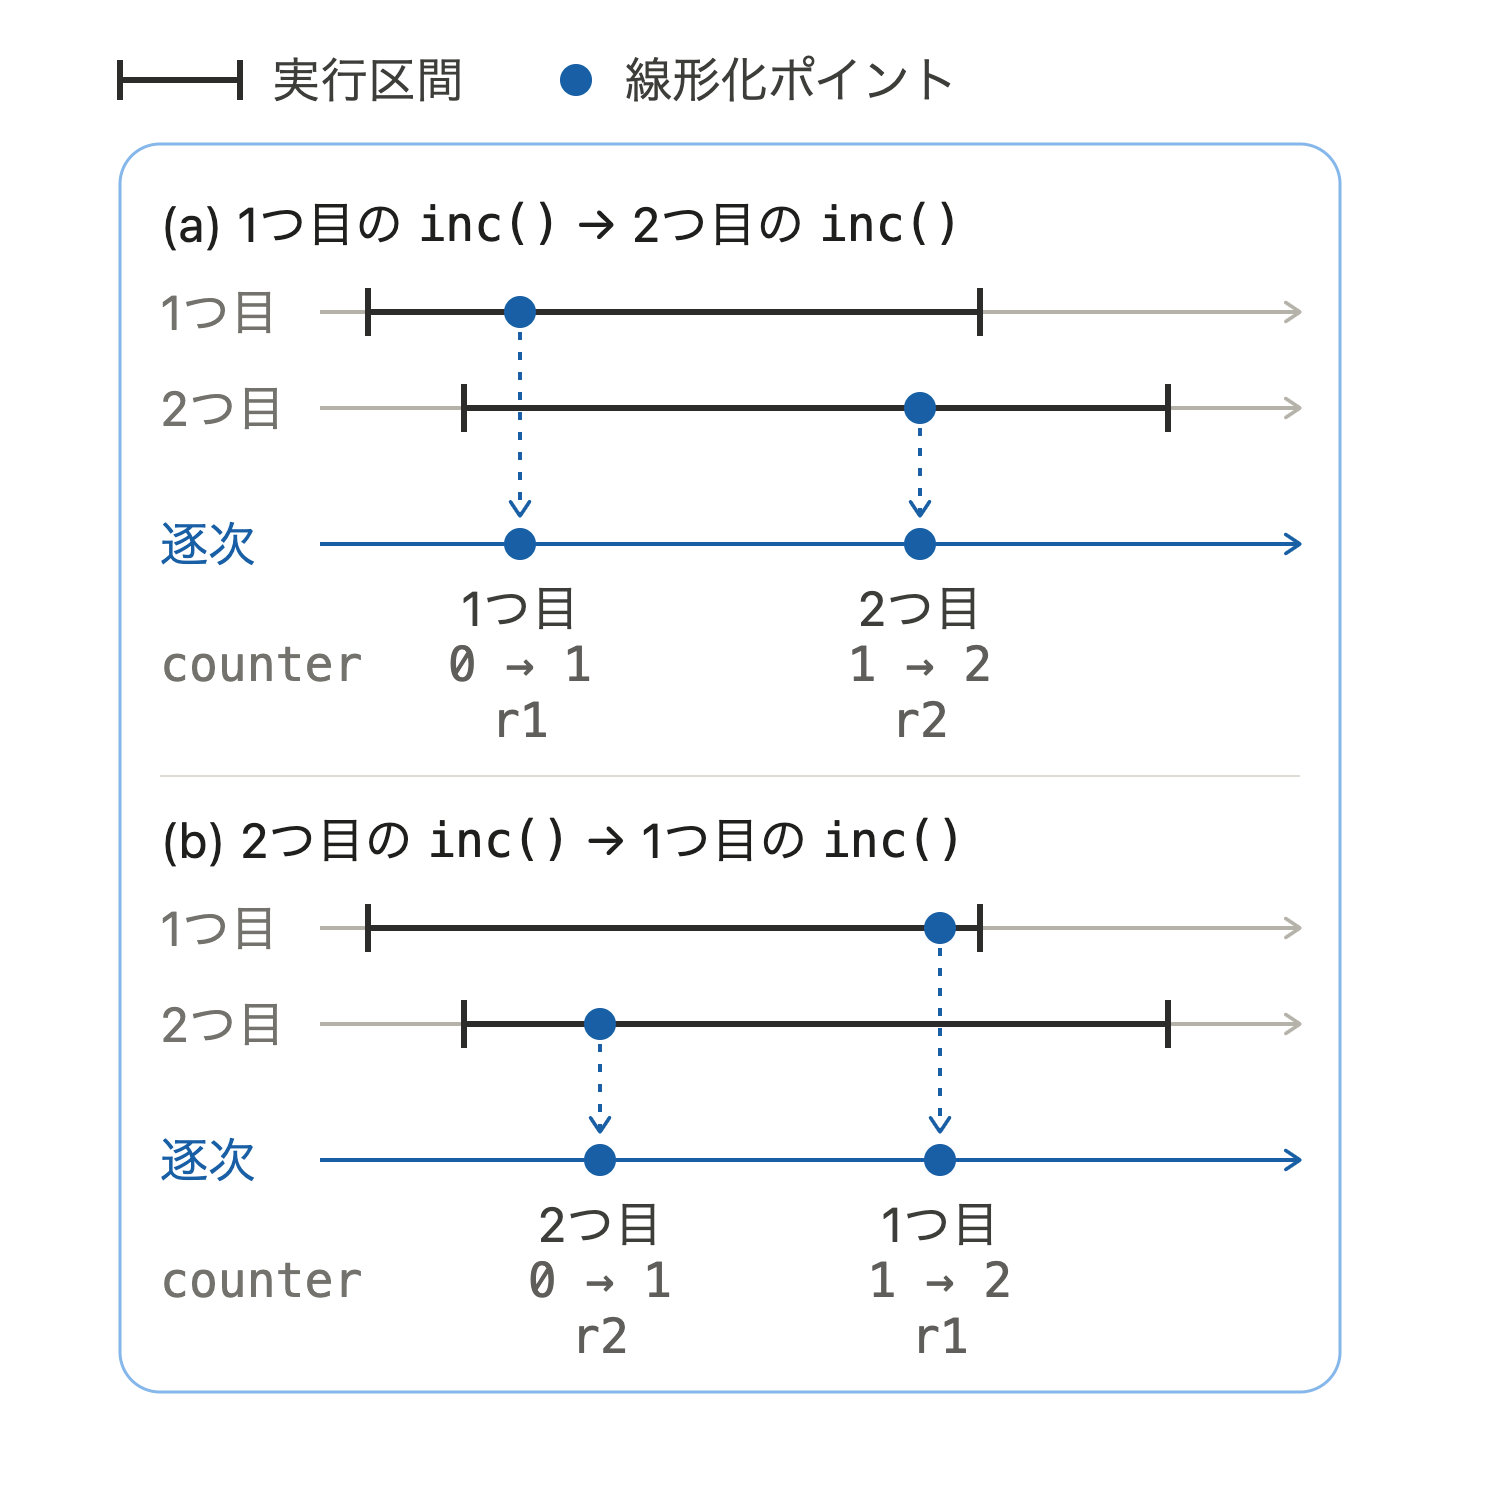 実行区間 線形化ポイント
(a) 1つ目の inc() → 2つ目の inc()
1つ目
2つ目
逐次
1つ目 2つ目
counter 0 → 1 1 → 2
r1 r2
(b) 2つ目の inc() → 1つ目の inc()
1つ目
2つ目
逐次
2つ目 1つ目
counter 0 → 1 1 → 2
r2 r1